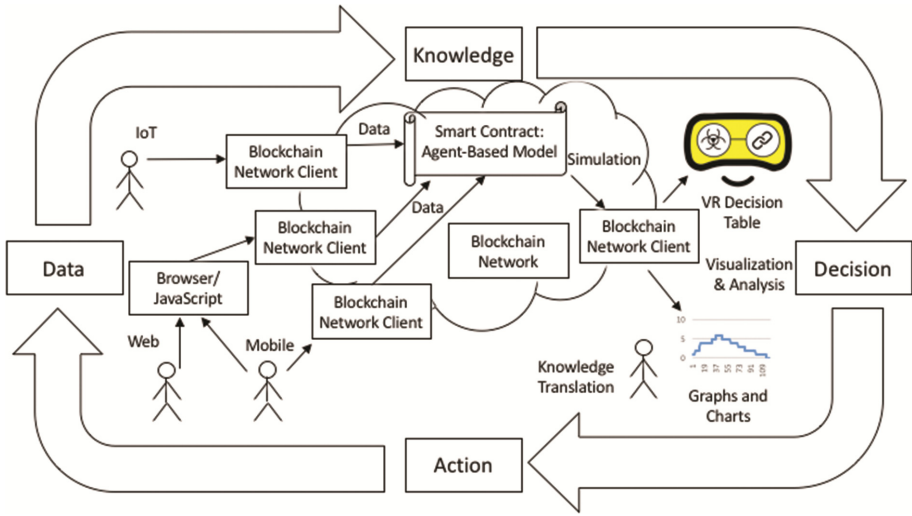 Knowledge
IoT
Blockchain
Network Client
Data
Smart Contract:
Agent-Based Model
Simulation
VR Decision
Table
Data
Blockchain
Network Client
Blockchain
Network
Blockchain
Network Client
Data
Browser/
JavaScript
Blockchain
Network Client
Visualization
& Analysis
Decision
Web
Mobile
Knowledge
Translation
10
5
0
1
19
37
55
73
91
109
Graphs and
Charts
Action